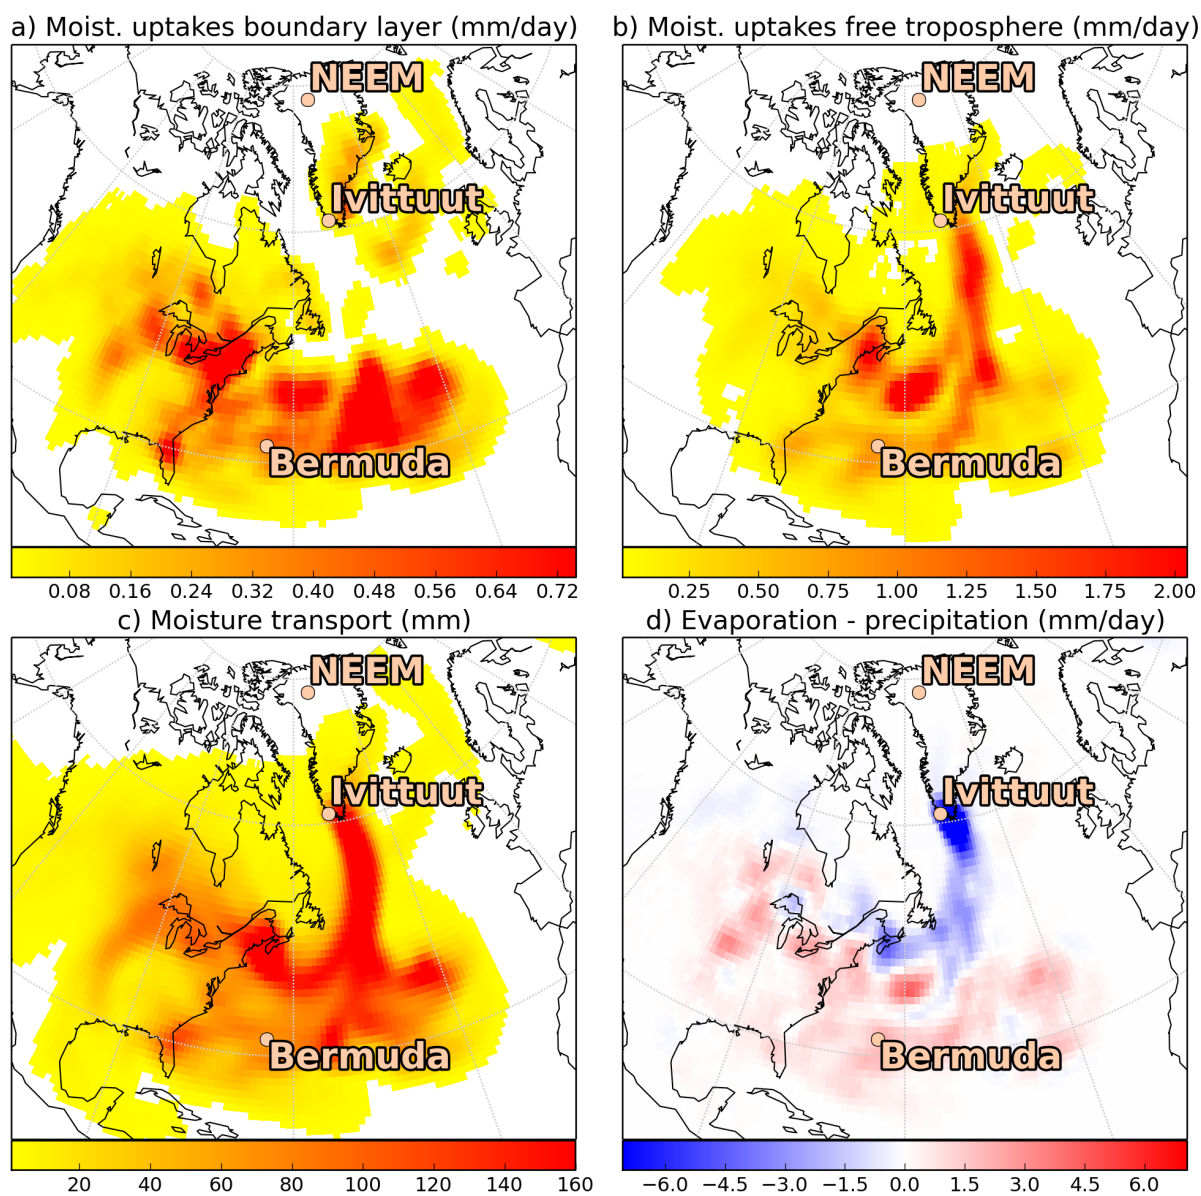 a) Moist. uptakes boundary layer (mm/day)
b) Moist. uptakes free troposphere (mm/day)
NEEM
NEEM
Ivittuut
Ivittuut
Bermuda
Bermuda
0.08 0.16 0.24 0.32 0.40 0.48 0.56 0.64 0.72
0.25 0.50 0.75 1.00 1.25 1.50 1.75 2.00
c) Moisture transport (mm)
d) Evaporation - precipitation (mm/day)
NEEM
NEEM
Ivittuut
Ivittuut
Bermuda
Bermuda
20 40 60 80 100 120 140 160
−6.0 −4.5 −3.0 −1.5 0.0 1.5 3.0 4.5 6.0